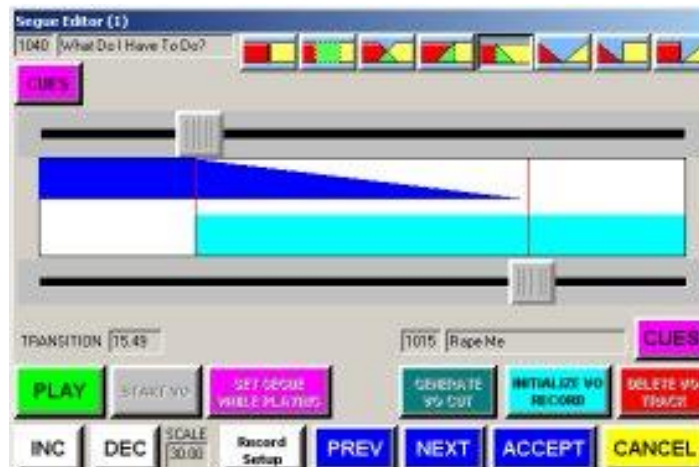 Segue Editor (1)
1040 What Do I Have To Do?
CUES
TRANSITION 15.49
1015 Rape Me
CUES
PLAY
START VO
SET SEGUE
WHILE PLAYING
GENERATE
VO CUT
INITIALIZE VO
RECORD
DELETE VO
TRACK
INC
DEC
SCALE
30.00
Record
Setup
PREV
NEXT
ACCEPT
CANCEL